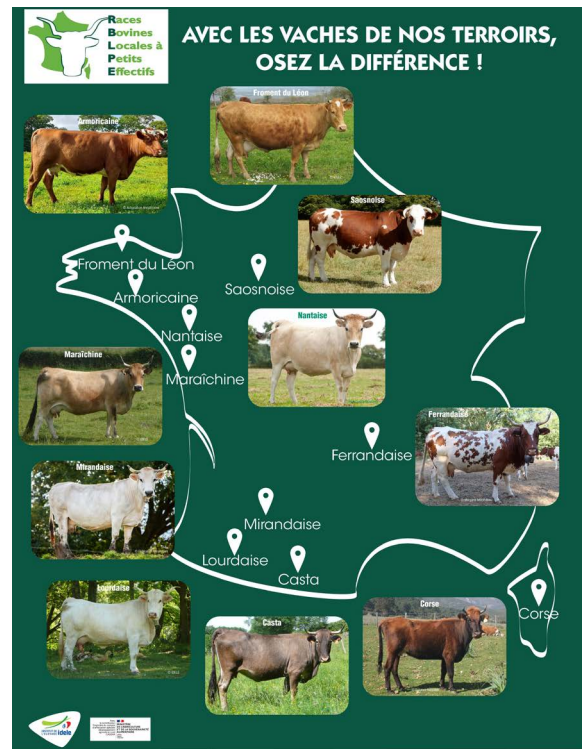 Races
Bovines
Locales à
Petits
Effectifs
AVEC LES VACHES DE NOS TERROIRS,
OSEZ LA DIFFÉRENCE !
Froment du Léon
Armoricaine
Saosnoise
Froment du Léon
Armoricaine
Saosnoise
Nantaise
Nantaise
Maraîchine
Maraîchine
Ferrandaise
Ferrandaise
Mirandaise
Mirandaise
Lourdaise
Casta
Lourdaise
Corse
Casta
Corse
idele